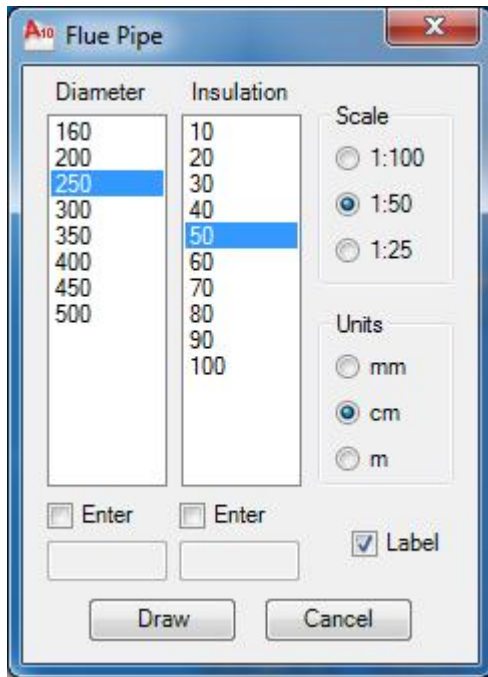 A10 Flue Pipe X
Diameter
160
200
250
300
350
400
450
500
Insulation
10
20
30
40
50
60
70
80
90
100
Scale
1:100
1:50
1:25
Units
mm
cm
m
Enter
Enter
Label
Draw
Cancel